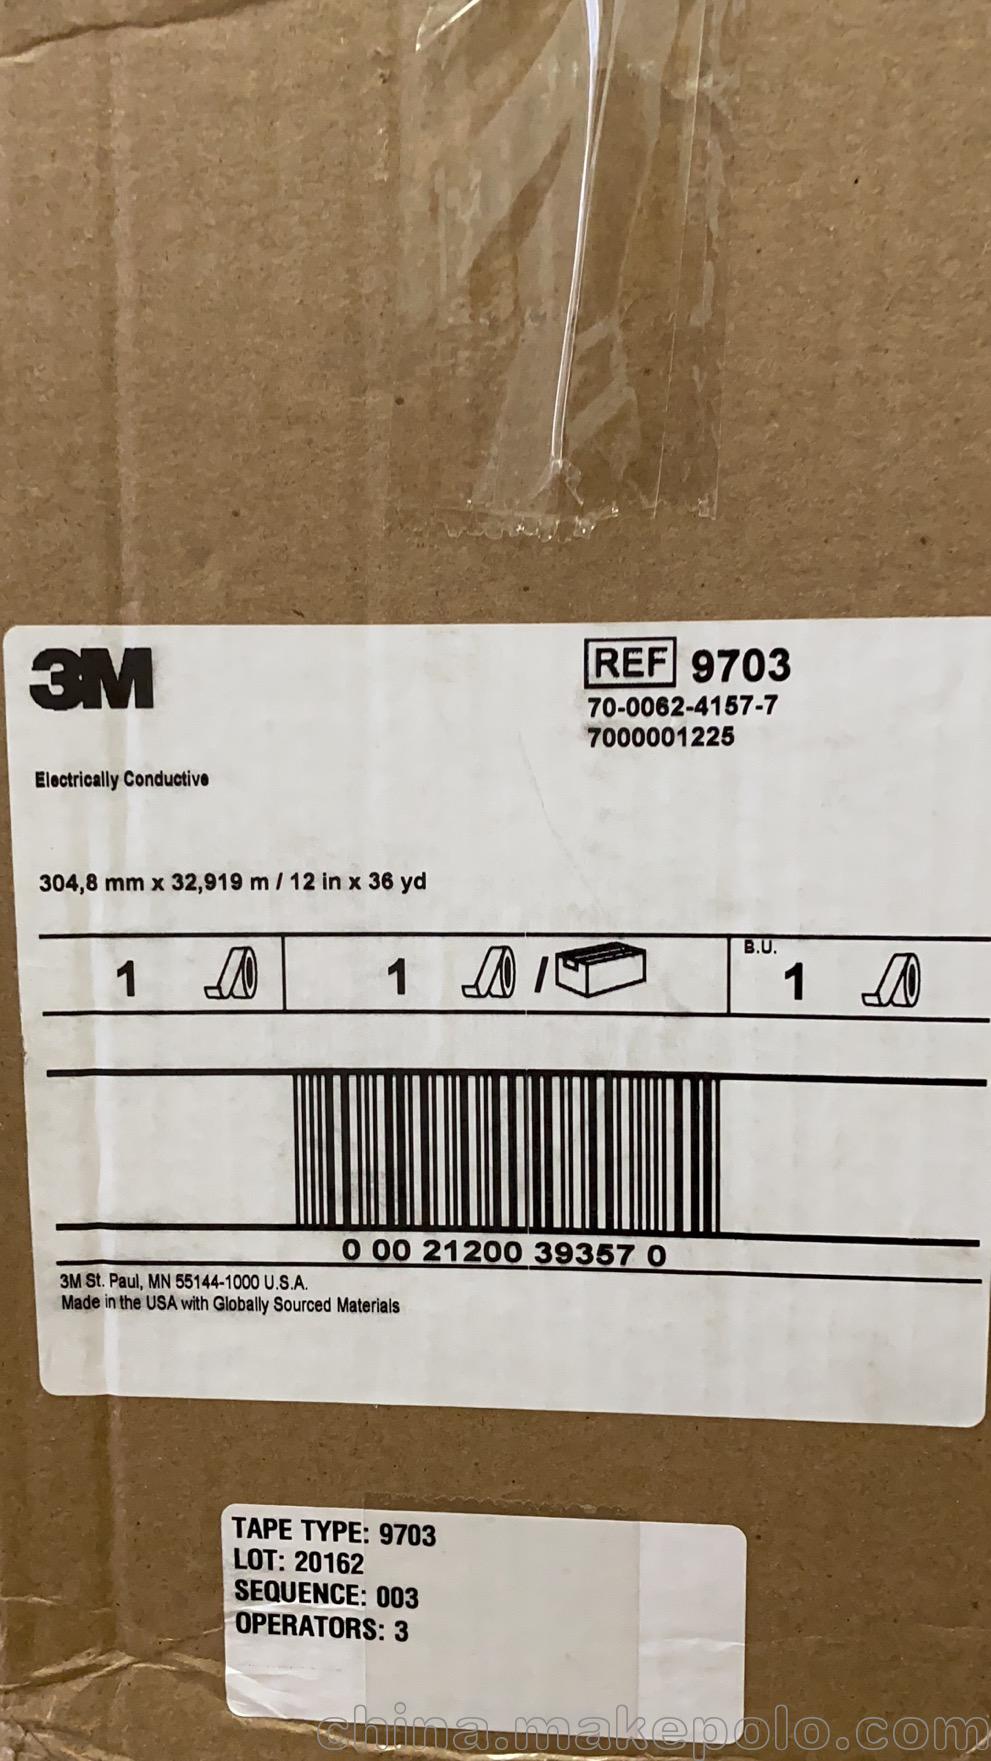 3M
REF 9703
70-0062-4157-7
7000001225
Electrically Conductive
304,8 mm x 32,919 m / 12 in x 36 yd
1 1 / B.U. 1
0 00 21200 39357 0
3M St. Paul, MN 55144-1000 U.S.A.
Made in the USA with Globally Sourced Materials
TAPE TYPE: 9703
LOT: 20162
SEQUENCE: 003
OPERATORS: 3
china.makepolo.com